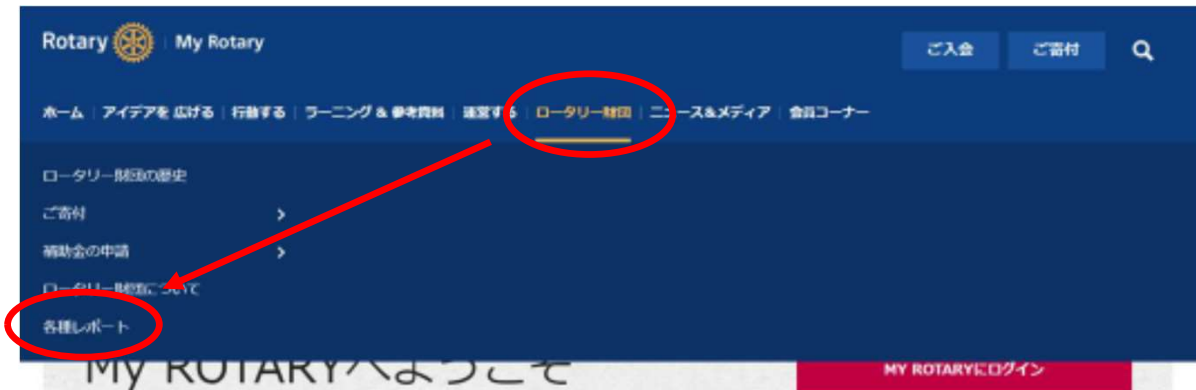 Rotary | My Rotary
ご入会 ご寄付
ホーム | アイデアを 広げる | 行動する | ラーニング & 参考資料 | 運営する | ロータリー財団 | ニュース&メディア | 会員コーナー
ロータリー財団の歴史
ご寄付
補助金の申請
ロータリー財団について
各種レポート
My ROTARYへようこそ
MY ROTARYにログイン